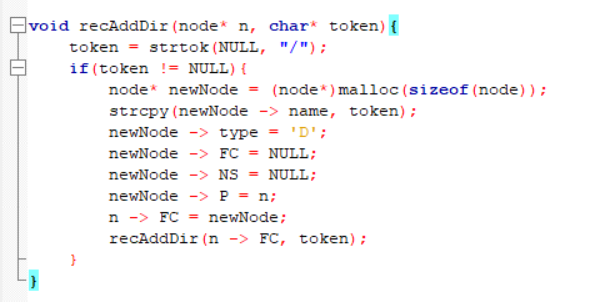 void recAddDir(node* n, char* token){
    token = strtok(NULL, "/");
    if(token != NULL){
        node* newNode = (node*)malloc(sizeof(node));
        strcpy(newNode -> name, token);
        newNode -> type = 'D';
        newNode -> FC = NULL;
        newNode -> NS = NULL;
        newNode -> P = n;
        n -> FC = newNode;
        recAddDir(n -> FC, token);
    }
}